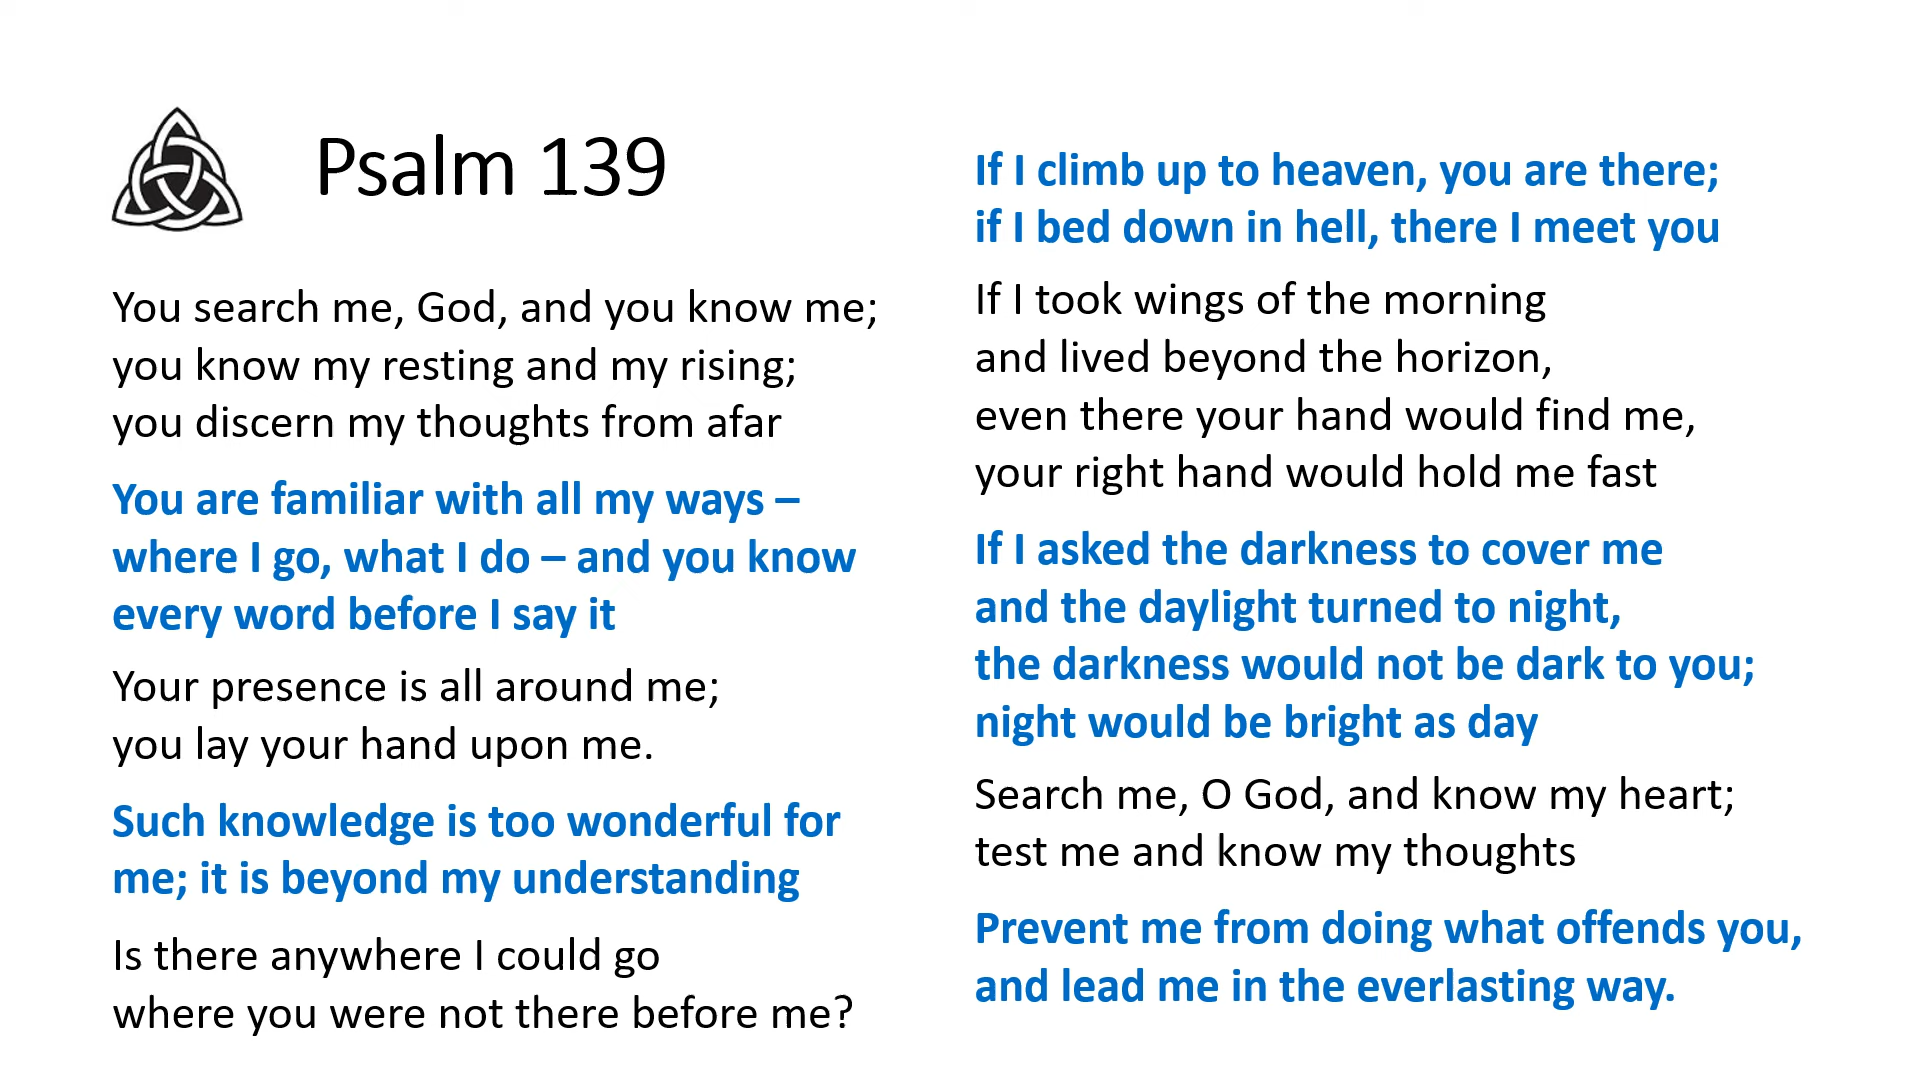 Psalm 139
You search me, God, and you know me;
you know my resting and my rising;
you discern my thoughts from afar
You are familiar with all my ways –
where I go, what I do – and you know
every word before I say it
Your presence is all around me;
you lay your hand upon me.
Such knowledge is too wonderful for
me; it is beyond my understanding
Is there anywhere I could go
where you were not there before me?
If I climb up to heaven, you are there;
if I bed down in hell, there I meet you
If I took wings of the morning
and lived beyond the horizon,
even there your hand would find me,
your right hand would hold me fast
If I asked the darkness to cover me
and the daylight turned to night,
the darkness would not be dark to you;
night would be bright as day
Search me, O God, and know my heart;
test me and know my thoughts
Prevent me from doing what offends you,
and lead me in the everlasting way.